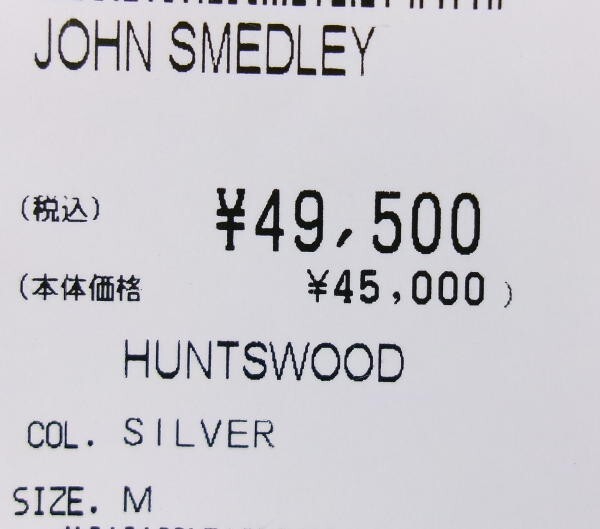 JOHN SMEDLEY
(税込) ¥49,500
(本体価格 ¥45,000 )
HUNTSWOOD
COL. SILVER
SIZE. M